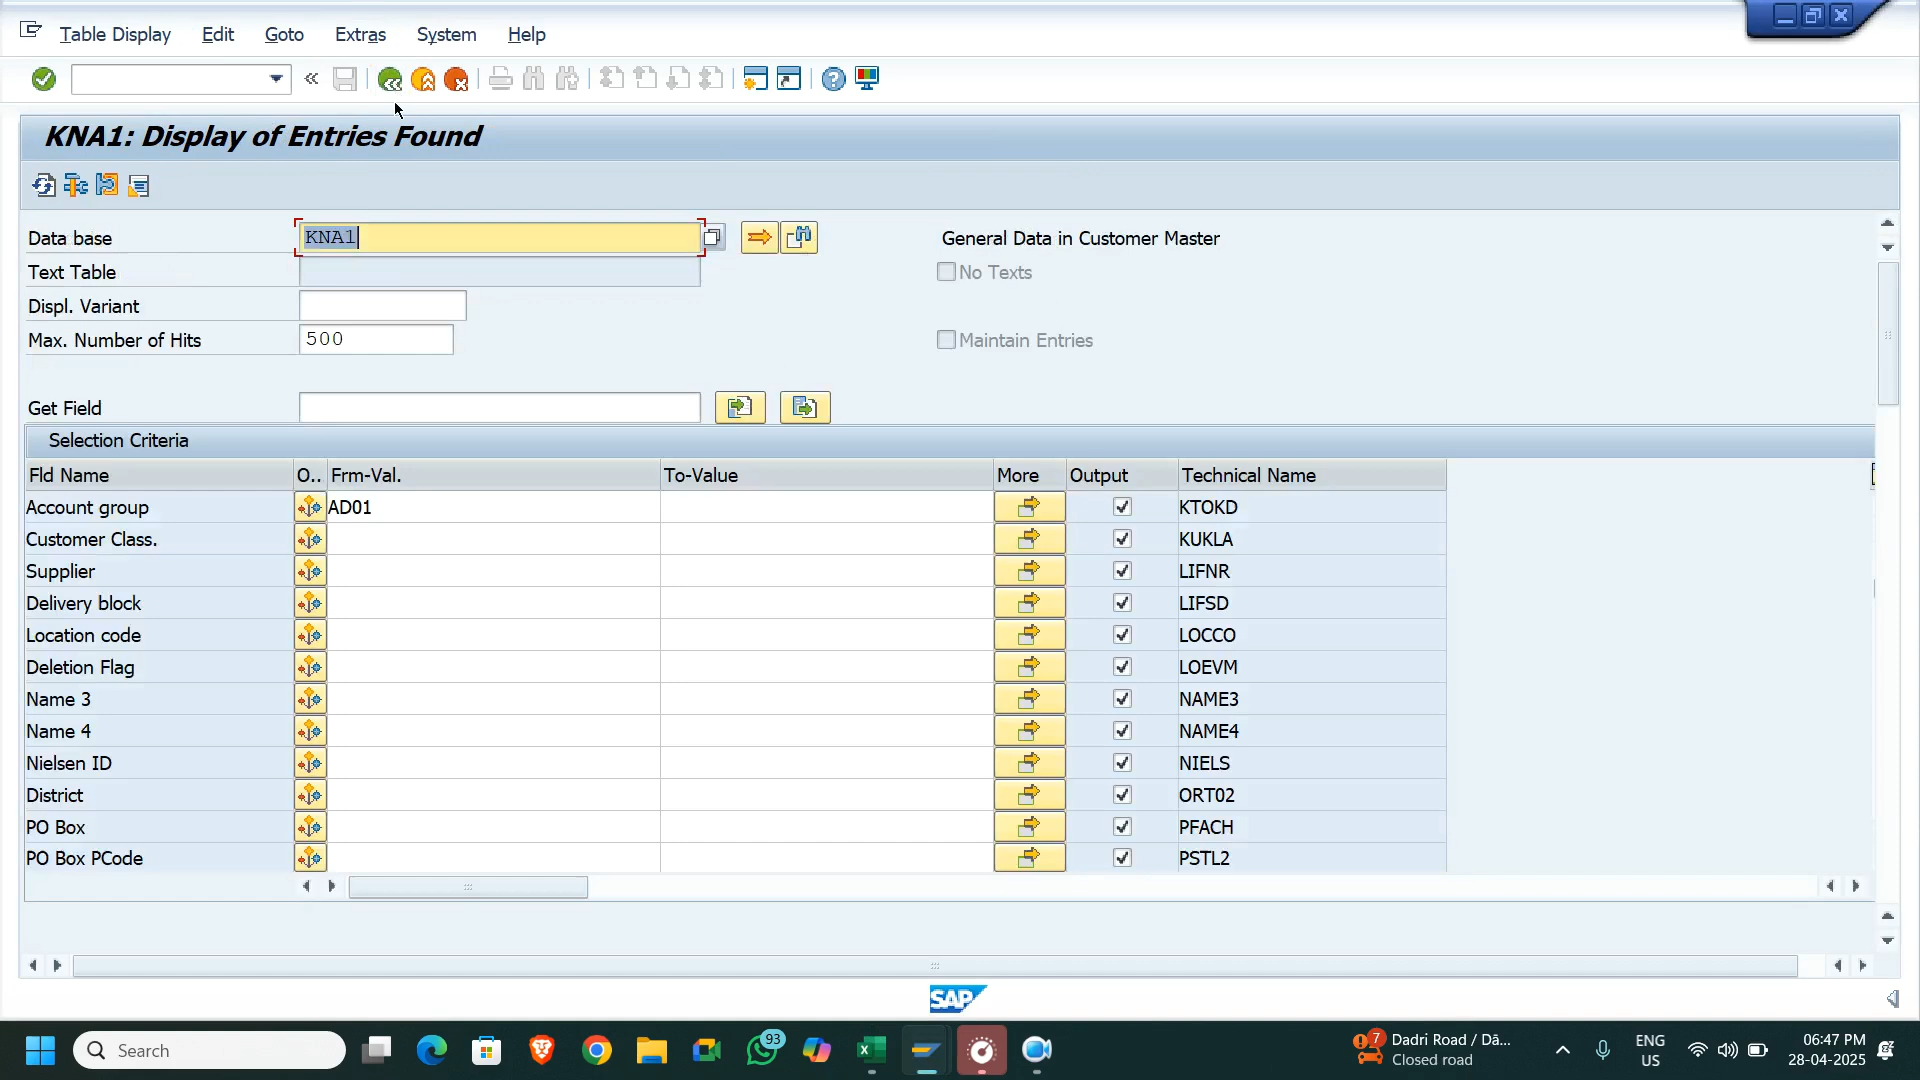 Table Display Edit Goto Extras System Help
KNA1: Display of Entries Found
Data base KNA1 General Data in Customer Master
Text Table No Texts
Displ. Variant
Max. Number of Hits 500 Maintain Entries
Get Field
Selection Criteria
Fld Name O.. Frm-Val. To-Value More Output Technical Name
Account group AD01 KTOKD
Customer Class. KUKLA
Supplier LIFNR
Delivery block LIFSD
Location code LOCCO
Deletion Flag LOEVM
Name 3 NAME3
Name 4 NAME4
Nielsen ID NIELS
District ORT02
PO Box PFACH
PO Box PCode PSTL2
SAP
Search 93 7 Dadri Road / Dā... ENG 06:47 PM
Closed road US 28-04-2025